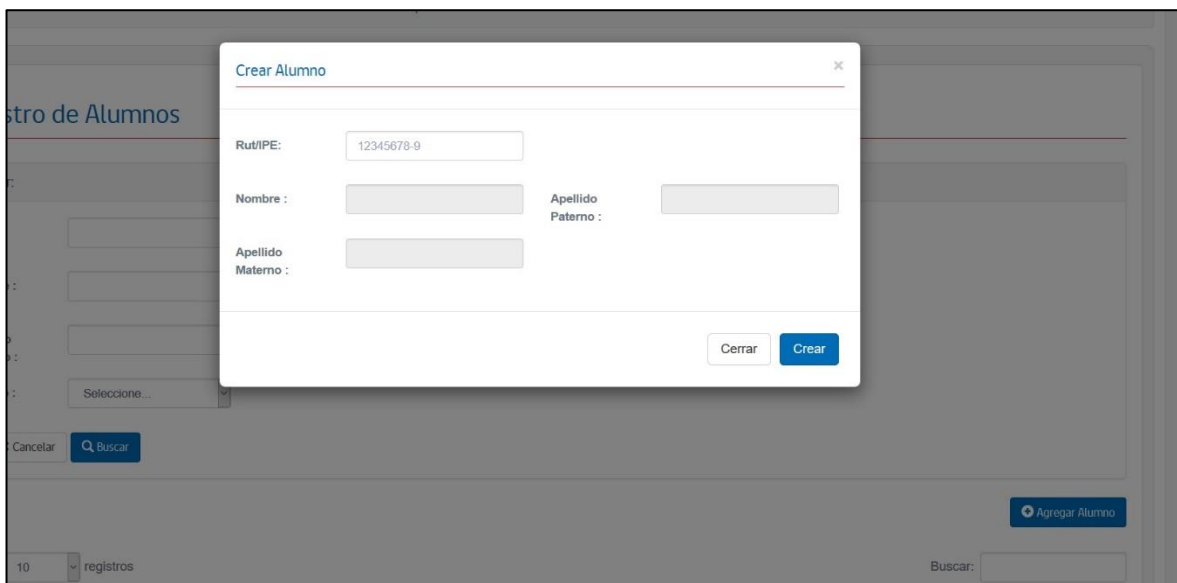 Crear Alumno
×
stro de Alumnos
Rut/IPE:
12345678-9
Nombre :
Apellido
Paterno :
Apellido
Materno :
Cerrar
Crear
Seleccione...
Cancelar
Buscar
Agregar Alumno
10
registros
Buscar: